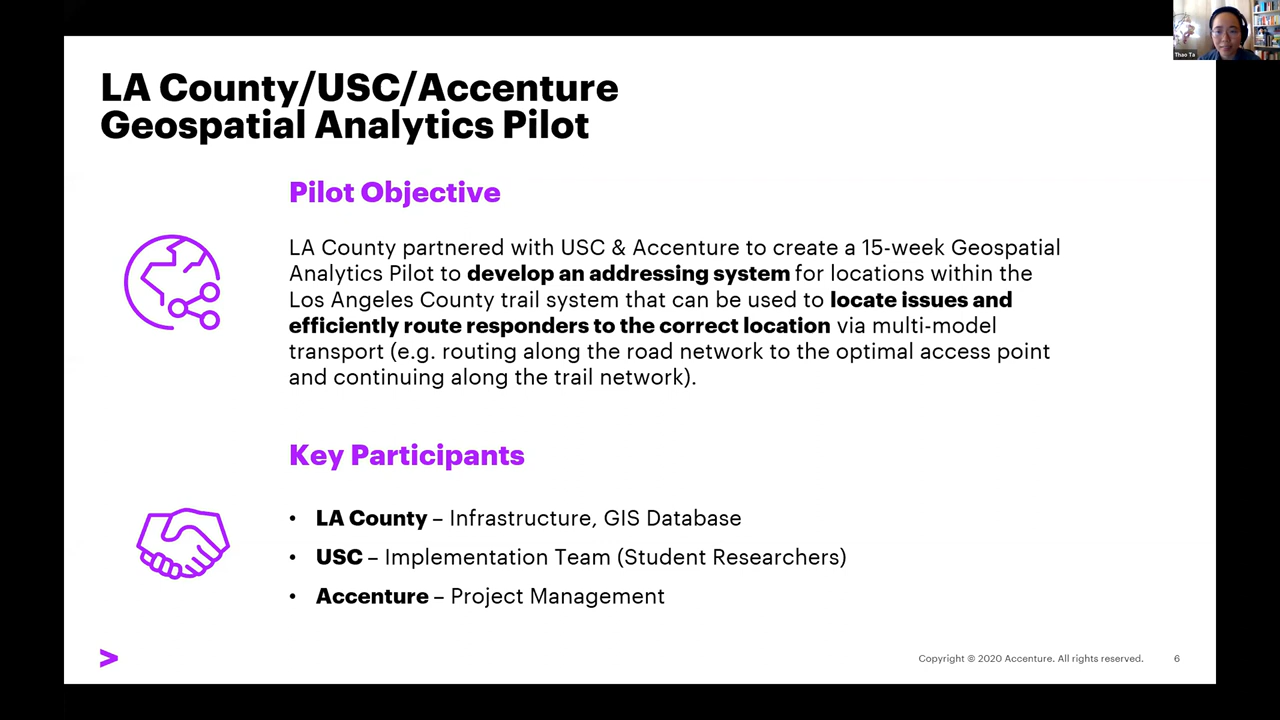 Thao Ta
LA County/USC/Accenture
Geospatial Analytics Pilot
Pilot Objective
LA County partnered with USC & Accenture to create a 15-week Geospatial
Analytics Pilot to develop an addressing system for locations within the
Los Angeles County trail system that can be used to locate issues and
efficiently route responders to the correct location via multi-model
transport (e.g. routing along the road network to the optimal access point
and continuing along the trail network).
Key Participants
• LA County – Infrastructure, GIS Database
• USC – Implementation Team (Student Researchers)
• Accenture – Project Management
Copyright © 2020 Accenture. All rights reserved. 6